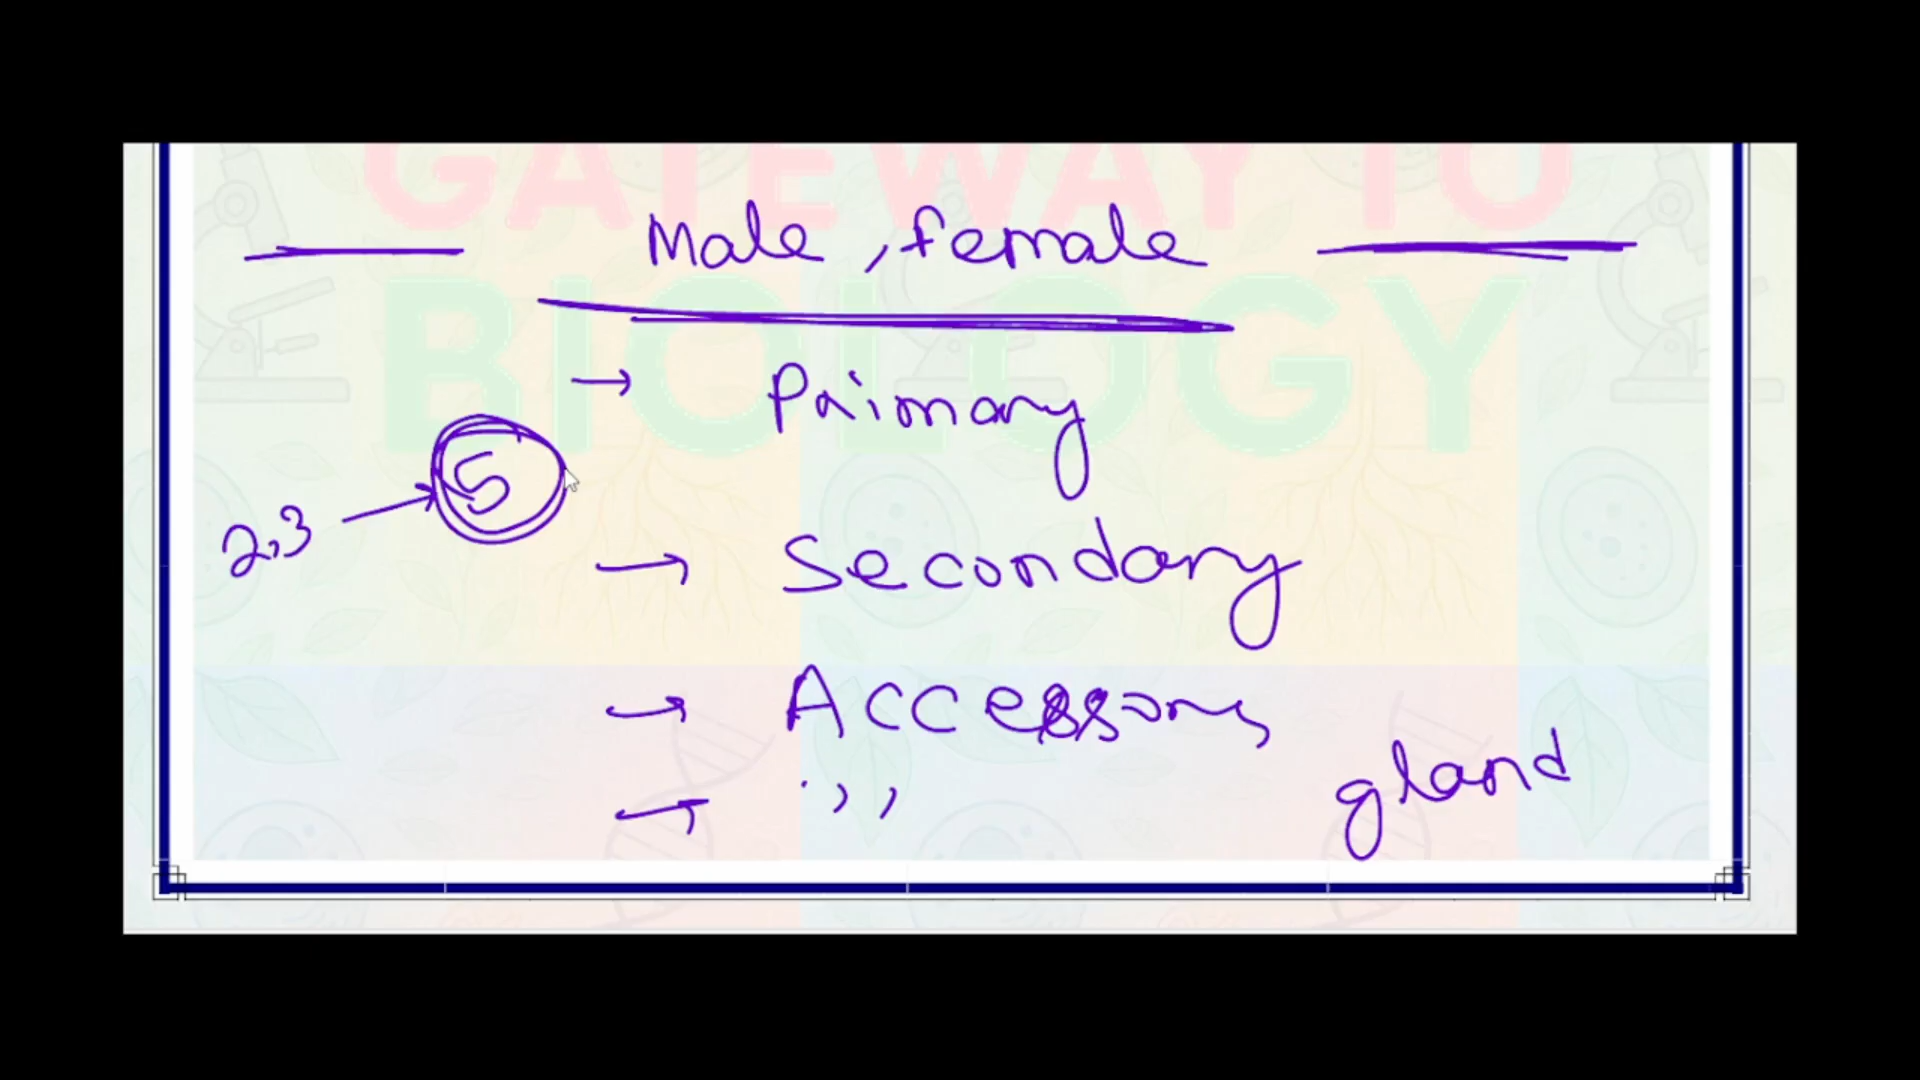 GATEWAY TO
BIOLOGY
Male, female
→ Primary
2,3 → 5
→ Secondary
→ Accessory
→ ,, gland